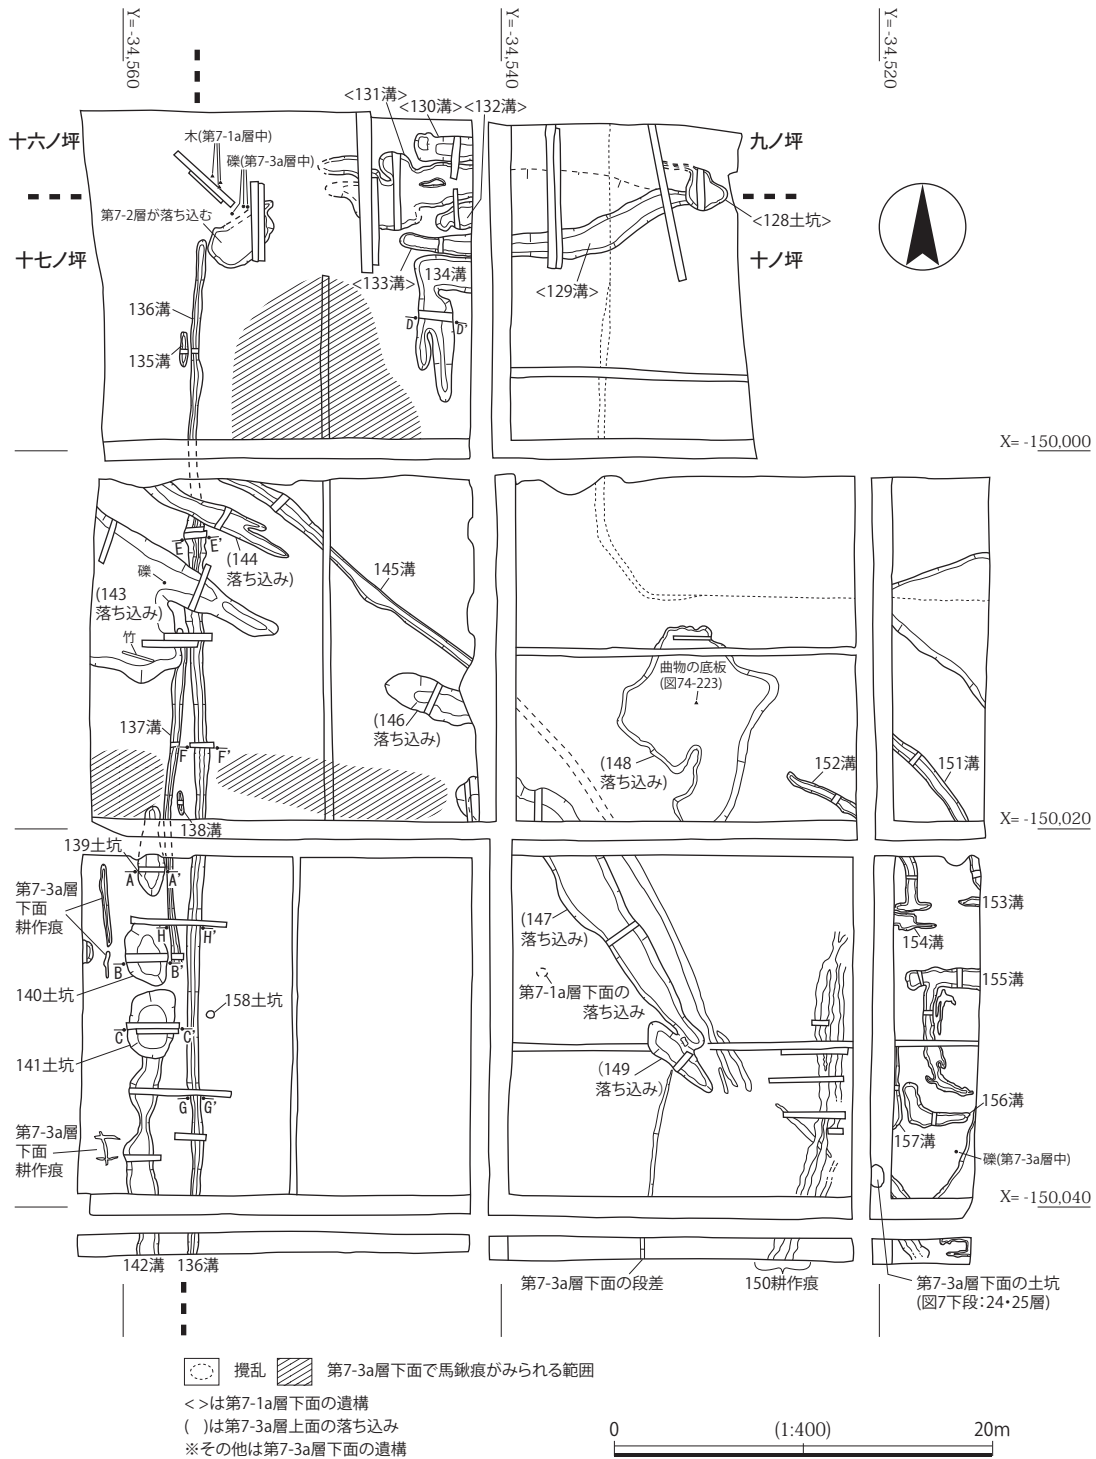 Y= -34,560
Y= -34,540
Y= -34,520
十六ノ坪
九ノ坪
十七ノ坪
十ノ坪
<131溝>
<130溝>
<132溝>
木(第7-1a層中)
礫(第7-3a層中)
第7-2層が落ち込む
<128土坑>
<133溝>
134溝
<129溝>
136溝
135溝
D
D'
X= -150,000
E
E'
(144
落ち込み)
礫
(143
落ち込み)
145溝
竹
曲物の底板
(図74-223)
137溝
(146
落ち込み)
F
F'
(148
落ち込み)
152溝
151溝
138溝
X= -150,020
139土坑
A
A'
第7-3a層
下面
耕作痕
(147
落ち込み)
153溝
154溝
H
H'
B
B'
140土坑
158土坑
第7-1a層下面の
落ち込み
155溝
C
C'
141土坑
(149
落ち込み)
G
G'
156溝
157溝
第7-3a層
下面
耕作痕
礫(第7-3a層中)
X= -150,040
142溝
136溝
第7-3a層下面の段差
150耕作痕
第7-3a層下面の土坑
(図7下段:24・25層)
攪乱
第7-3a層下面で馬鍬痕がみられる範囲
< >は第7-1a層下面の遺構
( )は第7-3a層上面の落ち込み
※その他は第7-3a層下面の遺構
0
(1:400)
20m